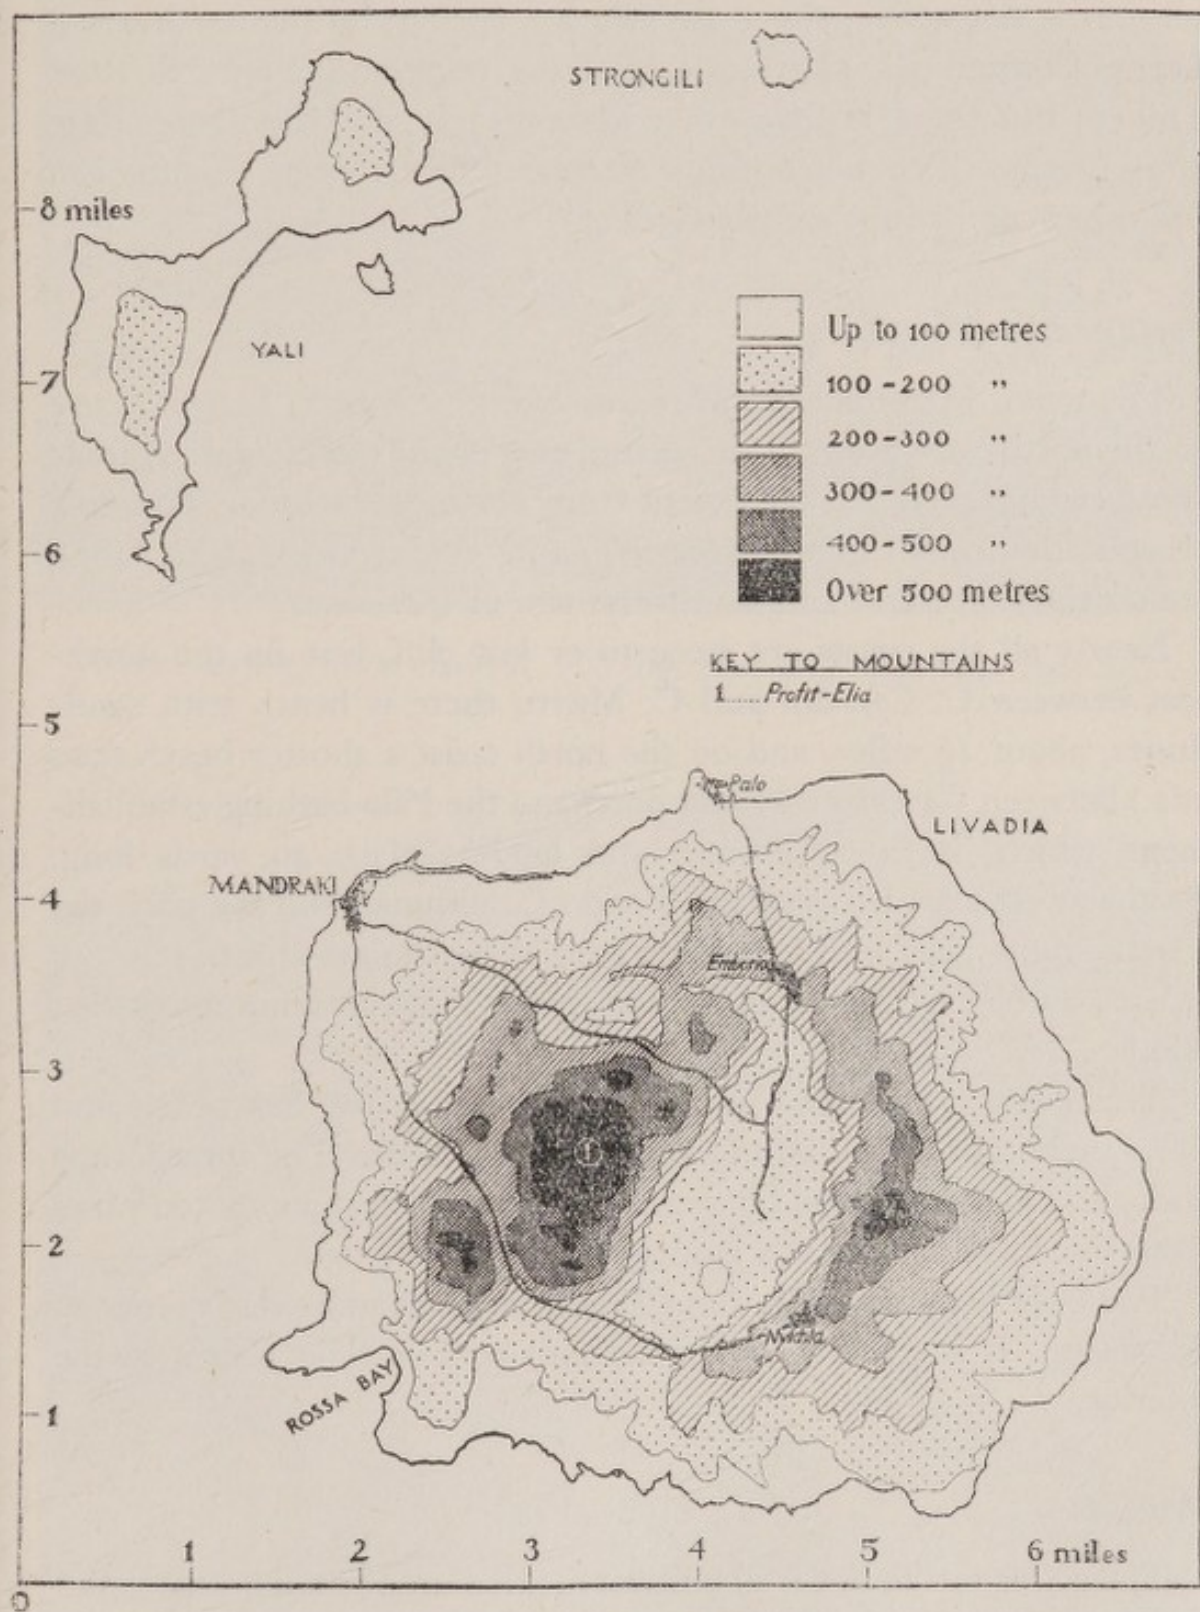 STRONGILI
8 miles
YALI
7
6
5
4
3
2
1
Up to 100 metres
100-200 "
200-300 "
300-400 "
400-500 "
Over 500 metres
KEY TO MOUNTAINS
1......Profit-Elia
Palo
LIVADIA
MANDRAKI
1
ROSSA BAY
1
2
3
4
5
6 miles
0